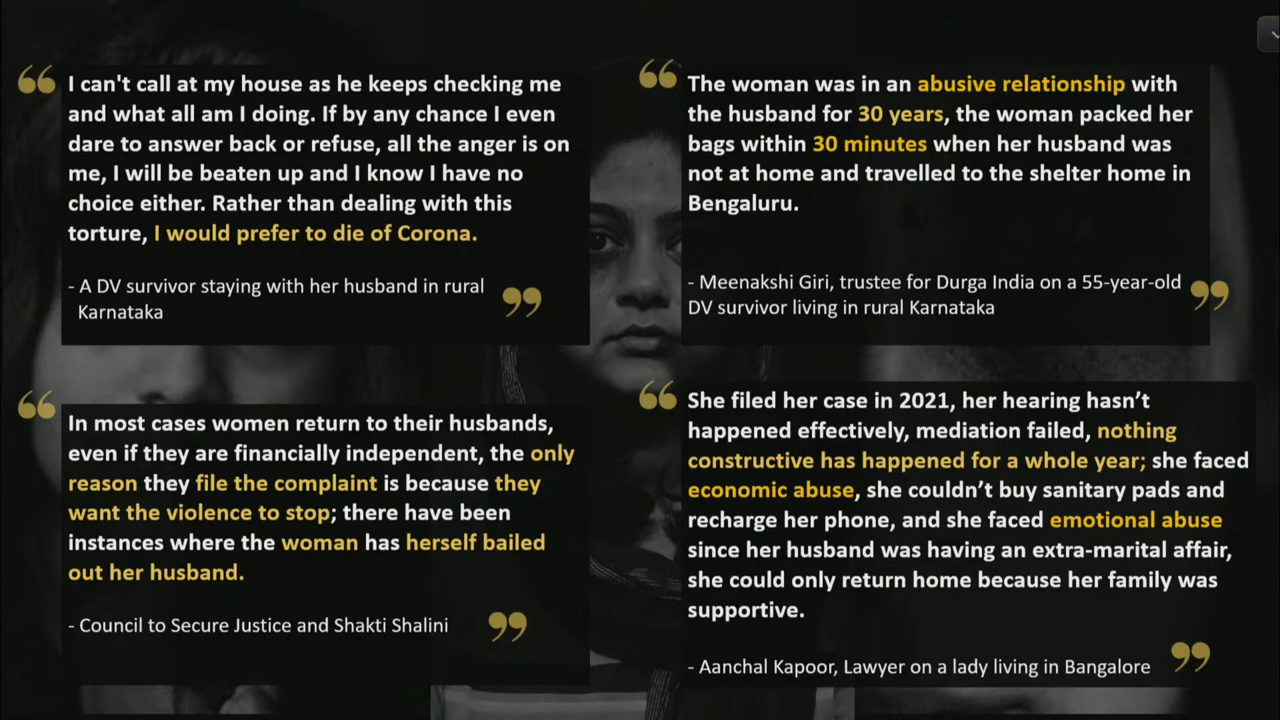 “ I can't call at my house as he keeps checking me
and what all am I doing. If by any chance I even
dare to answer back or refuse, all the anger is on
me, I will be beaten up and I know I have no
choice either. Rather than dealing with this
torture, I would prefer to die of Corona.
- A DV survivor staying with her husband in rural
Karnataka ”
“ The woman was in an abusive relationship with
the husband for 30 years, the woman packed her
bags within 30 minutes when her husband was
not at home and travelled to the shelter home in
Bengaluru.
- Meenakshi Giri, trustee for Durga India on a 55-year-old
DV survivor living in rural Karnataka ”
“ In most cases women return to their husbands,
even if they are financially independent, the only
reason they file the complaint is because they
want the violence to stop; there have been
instances where the woman has herself bailed
out her husband.
- Council to Secure Justice and Shakti Shalini ”
“ She filed her case in 2021, her hearing hasn’t
happened effectively, mediation failed, nothing
constructive has happened for a whole year; she faced
economic abuse, she couldn’t buy sanitary pads and
recharge her phone, and she faced emotional abuse
since her husband was having an extra-marital affair,
she could only return home because her family was
supportive.
- Aanchal Kapoor, Lawyer on a lady living in Bangalore ”